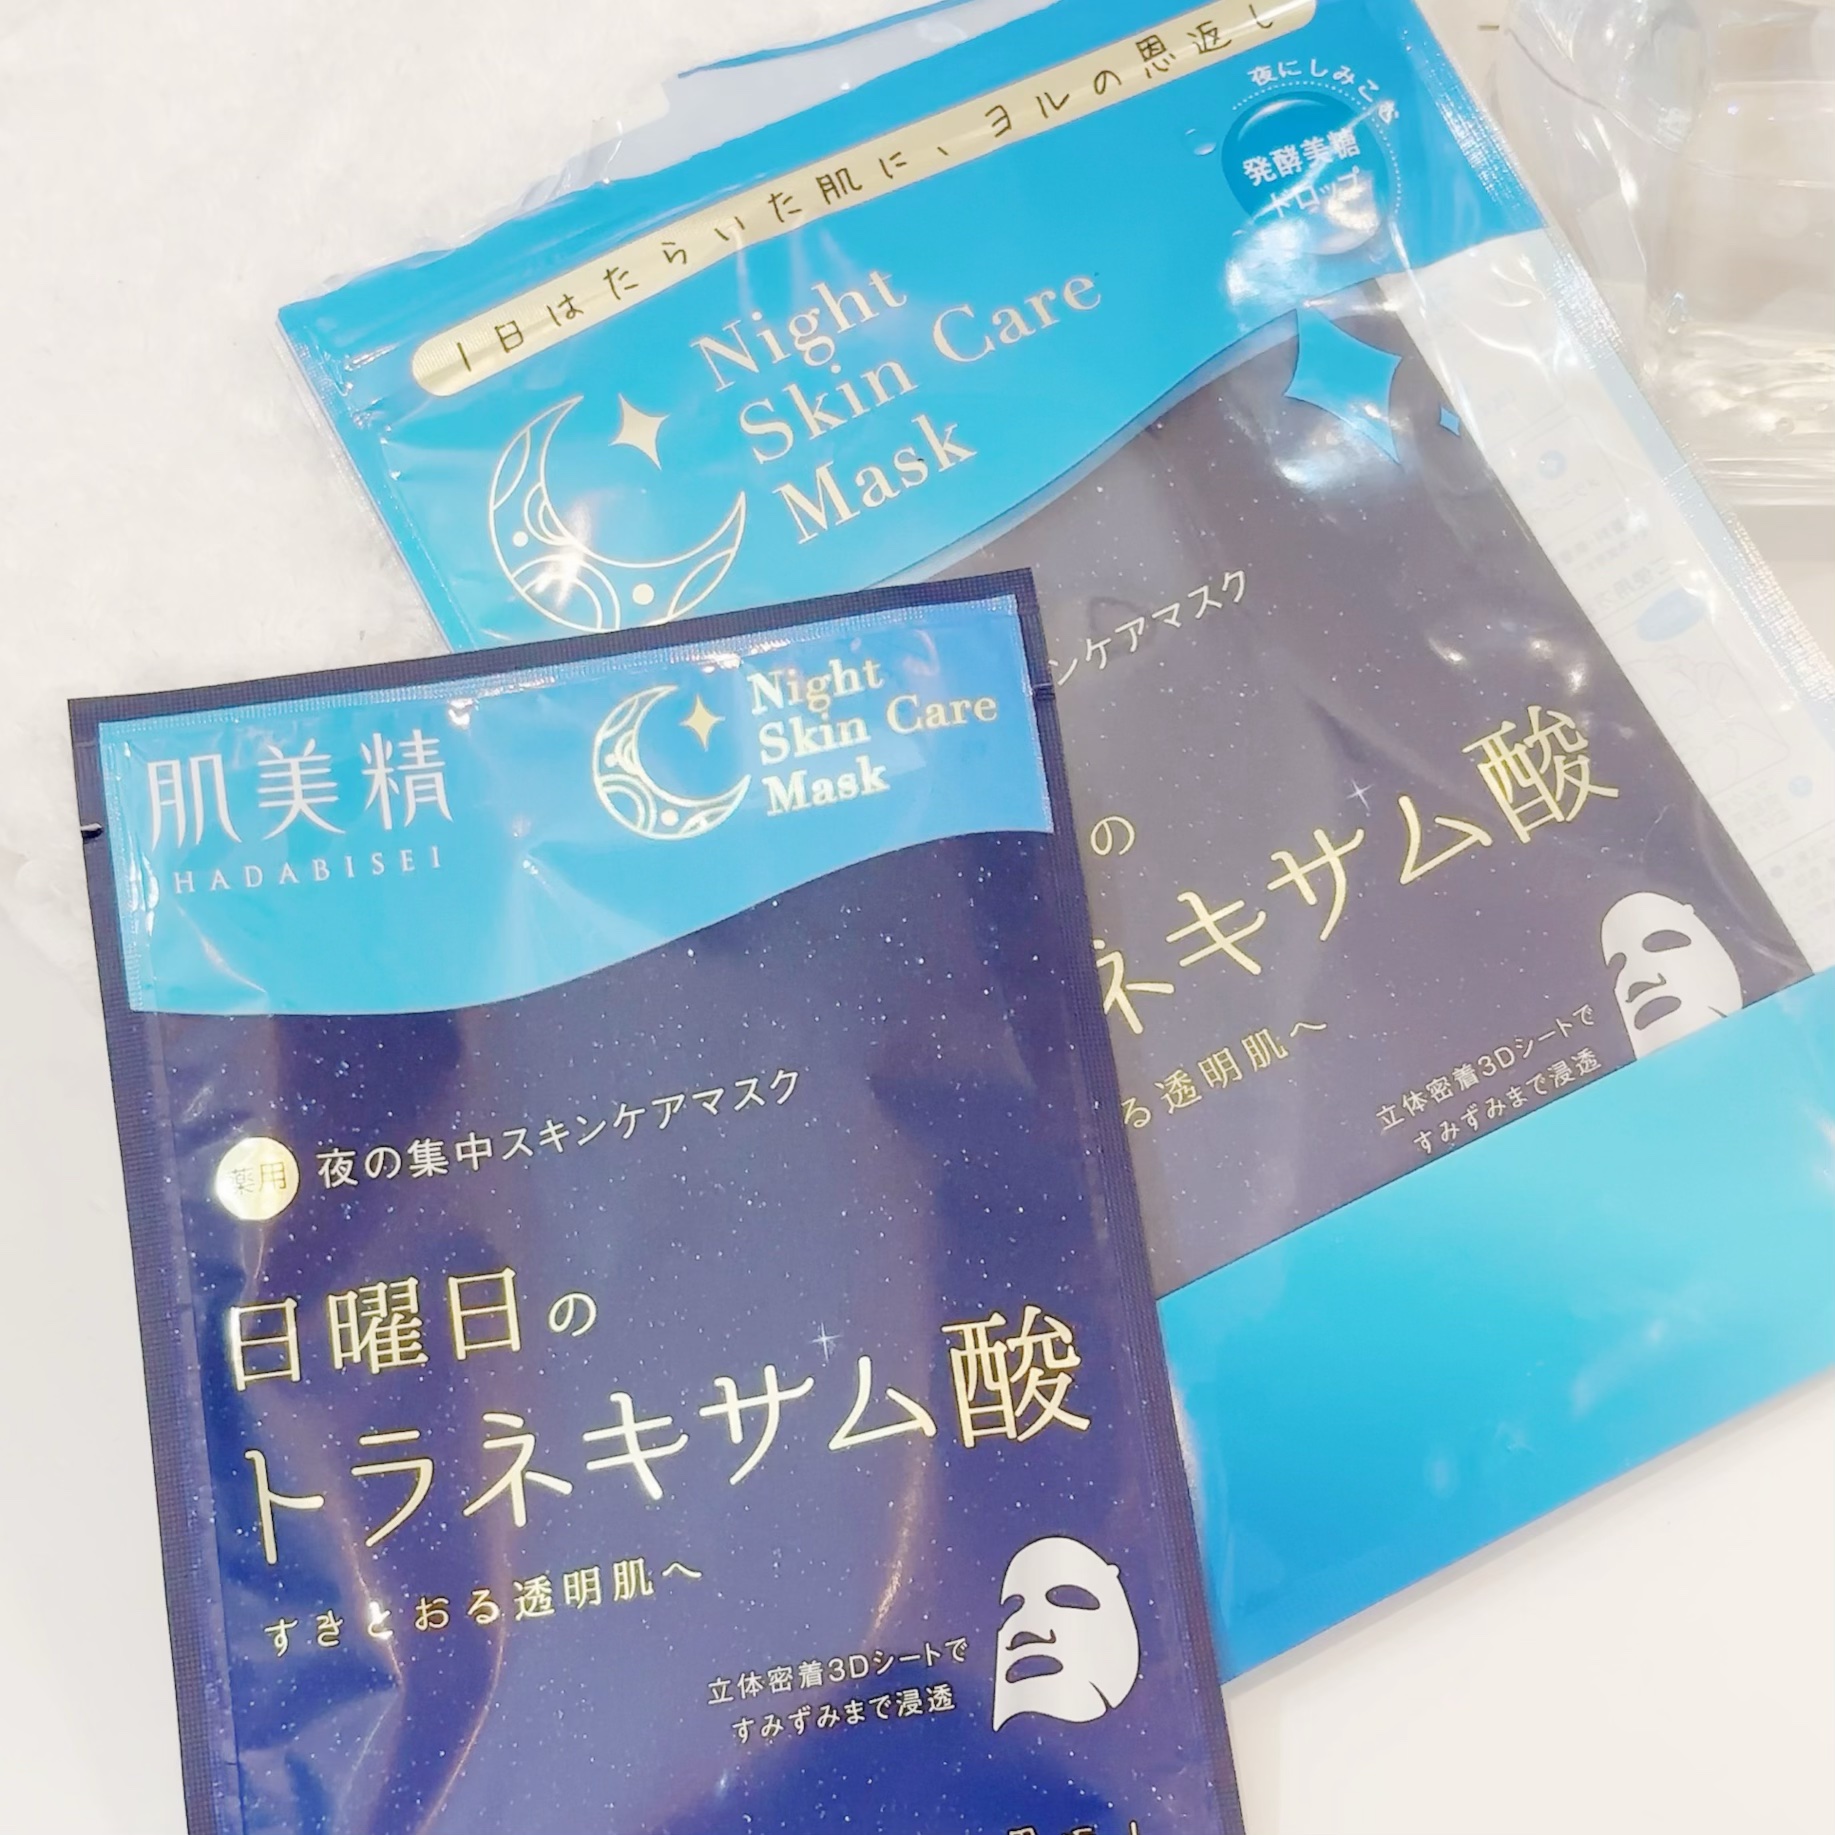 1日はたらいた肌に、ヨルの恩返し
夜にしみこむ
発酵美糖
ドロップ
Night
Skin Care
Mask
ンケアマスク
の
ネキサム酸
る透明肌へ
立体密着3Dシートで
すみずみまで浸透
肌美精
HADABISEI
Night
Skin Care
Mask
薬用
夜の集中スキンケアマスク
日曜日の
トラネキサム酸
すきとおる透明肌へ
立体密着3Dシートで
すみずみまで浸透